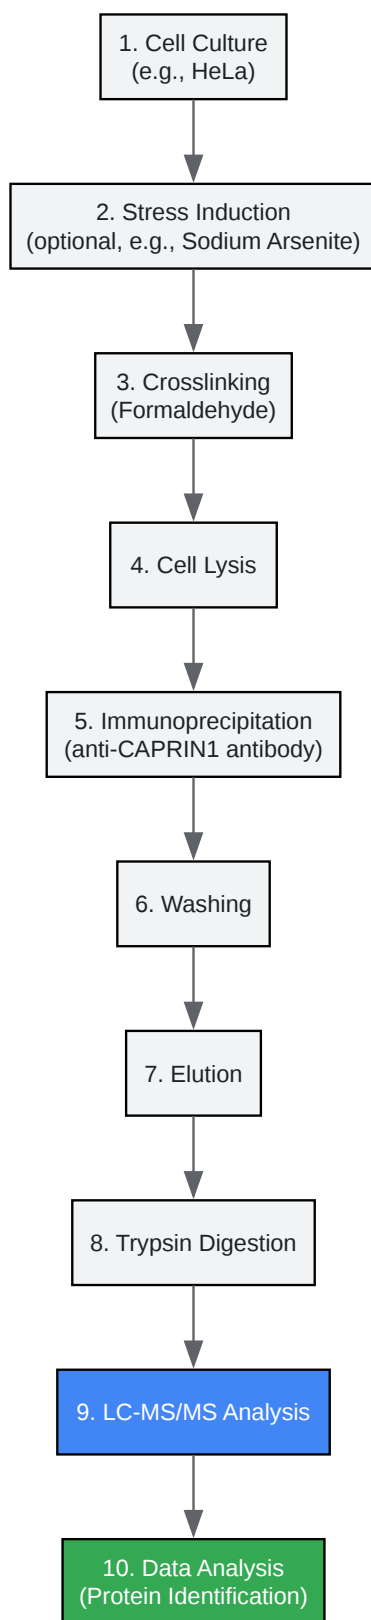 1. Cell Culture
(e.g., HeLa)
2. Stress Induction
(optional, e.g., Sodium Arsenite)
3. Crosslinking
(Formaldehyde)
4. Cell Lysis
5. Immunoprecipitation
(anti-CAPRIN1 antibody)
6. Washing
7. Elution
8. Trypsin Digestion
9. LC-MS/MS Analysis
10. Data Analysis
(Protein Identification)